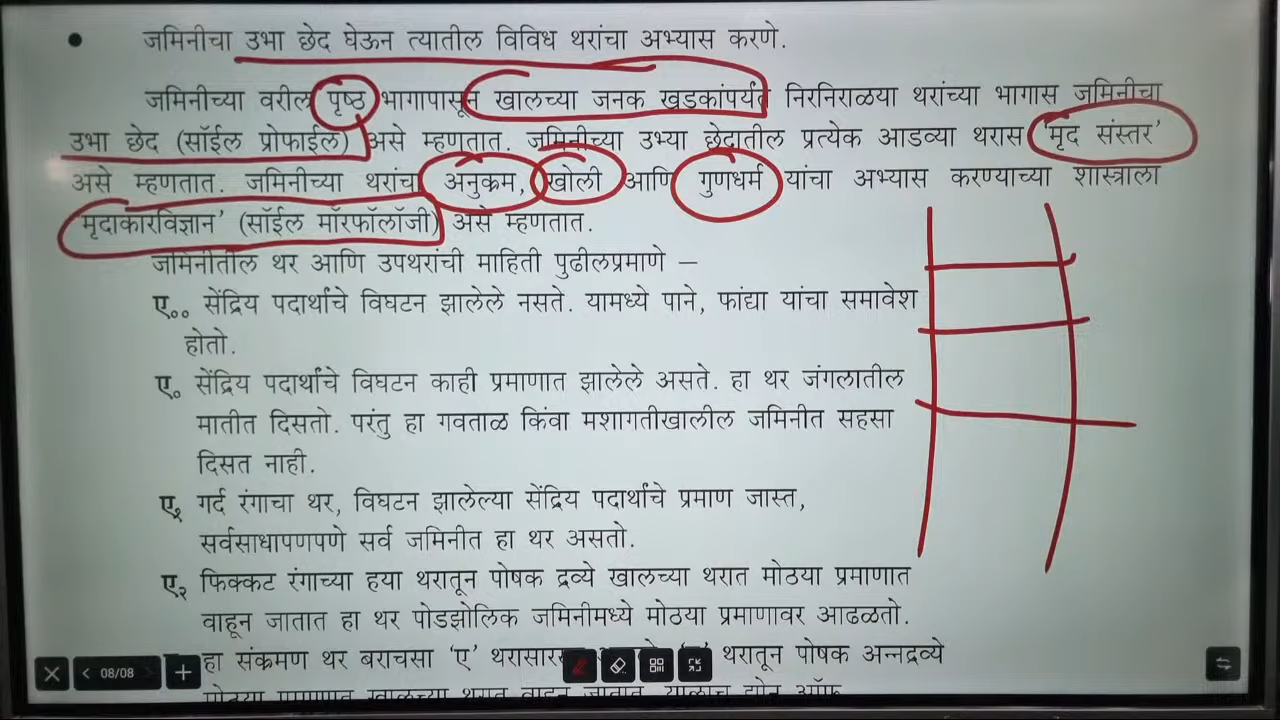 ● जमिनीचा उभा छेद घेऊन त्यातील विविध थरांचा अभ्यास करणे.
जमिनीच्या वरील पृष्ठ भागापासून खालच्या जनक खडकांपर्यंत निरनिराळया थरांच्या भागास जमिनीचा
उभा छेद (सॉईल प्रोफाईल) असे म्हणतात. जमिनीच्या उभ्या छेदातील प्रत्येक आडव्या थरास 'मृद संस्तर'
असे म्हणतात. जमिनीच्या थरांचा अनुक्रम, खोली आणि गुणधर्म यांचा अभ्यास करण्याच्या शास्त्राला
मृदाकारविज्ञान' (सॉईल मॉरफॉलॉजी) असे म्हणतात.
जमिनीतील थर आणि उपथरांची माहिती पुढीलप्रमाणे –
ए०० सेंद्रिय पदार्थांचे विघटन झालेले नसते. यामध्ये पाने, फांद्या यांचा समावेश
होतो.
ए० सेंद्रिय पदार्थांचे विघटन काही प्रमाणात झालेले असते. हा थर जंगलातील
मातीत दिसतो. परंतु हा गवताळ किंवा मशागतीखालील जमिनीत सहसा
दिसत नाही.
ए१ गर्द रंगाचा थर, विघटन झालेल्या सेंद्रिय पदार्थांचे प्रमाण जास्त,
सर्वसाधापणपणे सर्व जमिनीत हा थर असतो.
ए२ फिक्कट रंगाच्या हया थरातून पोषक द्रव्ये खालच्या थरात मोठया प्रमाणात
वाहून जातात हा थर पोडझोलिक जमिनीमध्ये मोठया प्रमाणावर आढळतो.
हा संक्रमण थर बराचसा 'ए' थरातून पोषक अन्नद्रव्ये
08/08